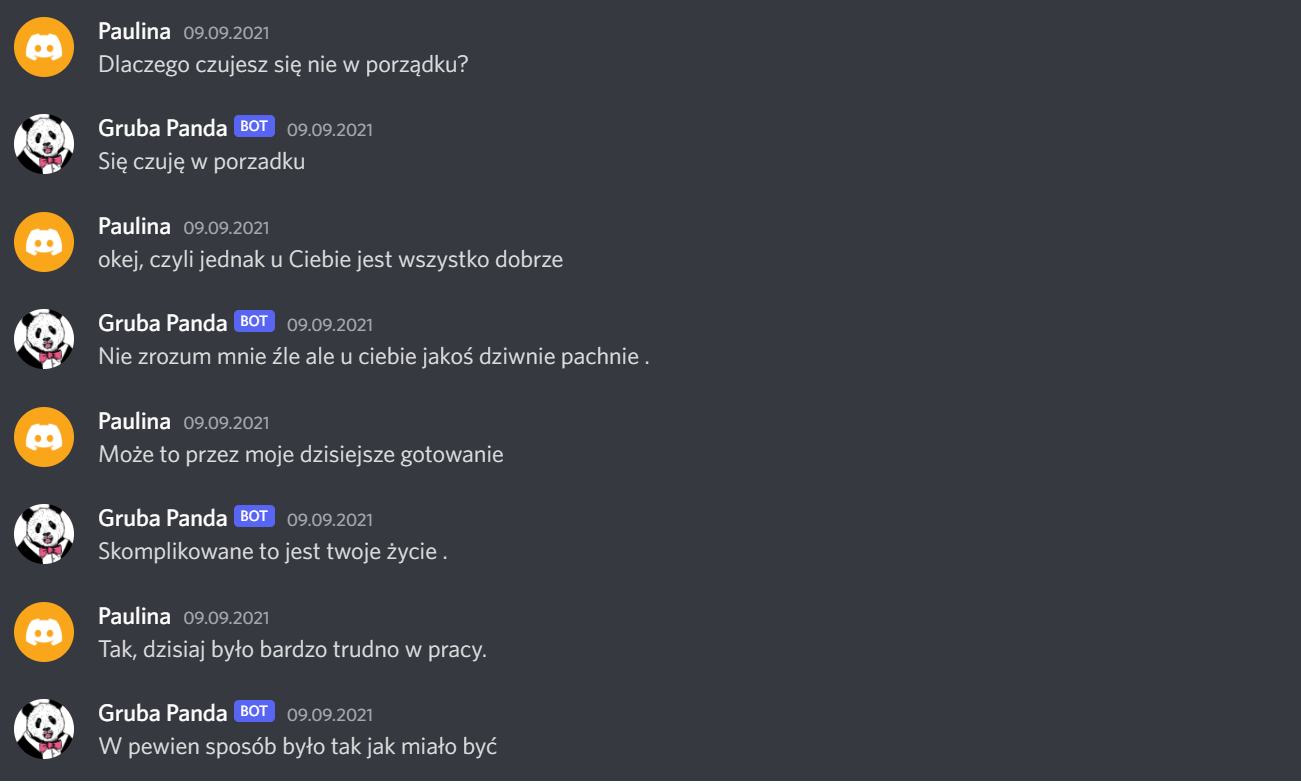 Paulina 09.09.2021
Dlaczego czujesz się nie w porządku?
Gruba Panda BOT 09.09.2021
Się czuję w porzadku
Paulina 09.09.2021
okej, czyli jednak u Ciebie jest wszystko dobrze
Gruba Panda BOT 09.09.2021
Nie zrozum mnie źle ale u ciebie jakoś dziwnie pachnie .
Paulina 09.09.2021
Może to przez moje dzisiejsze gotowanie
Gruba Panda BOT 09.09.2021
Skomplikowane to jest twoje życie .
Paulina 09.09.2021
Tak, dzisiaj było bardzo trudno w pracy.
Gruba Panda BOT 09.09.2021
W pewien sposób było tak jak miało być